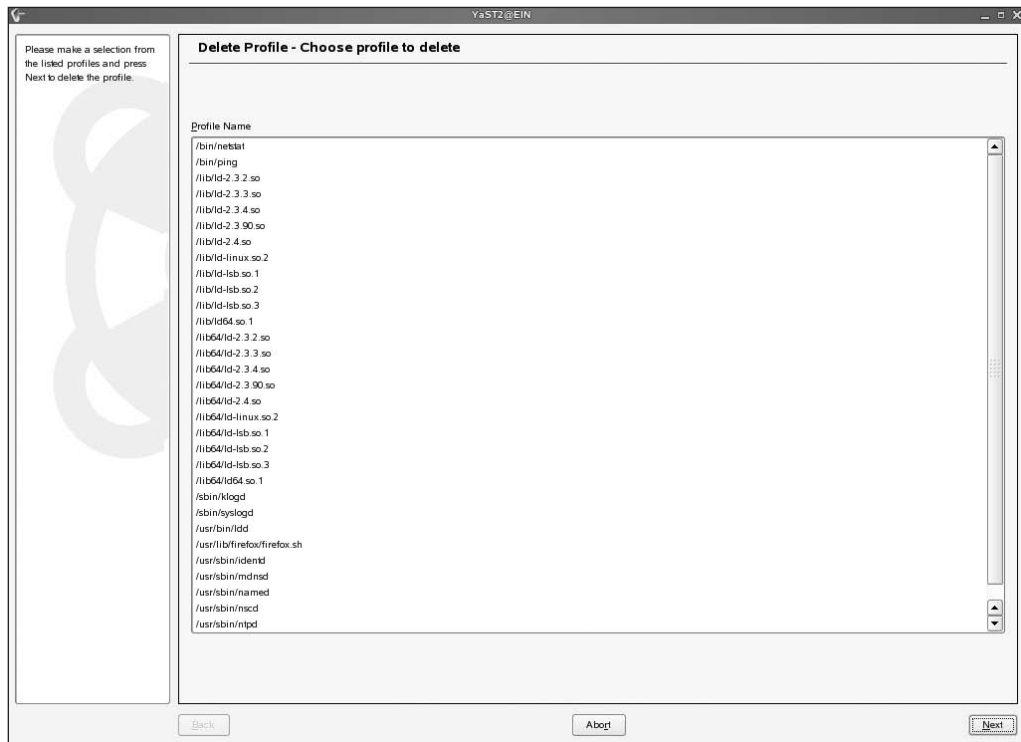 YaST2@EIN
Please make a selection from
the listed profiles and press
Next to delete the profile.
Delete Profile - Choose profile to delete
Profile Name
/bin/netstat
/bin/ping
/lib/ld-2.3.2.so
/lib/ld-2.3.3.so
/lib/ld-2.3.4.so
/lib/ld-2.3.90.so
/lib/ld-2.4.so
/lib/ld-linux.so.2
/lib/ld-lsb.so.1
/lib/ld-lsb.so.2
/lib/ld-lsb.so.3
/lib/ld64.so.1
/lib64/ld-2.3.2.so
/lib64/ld-2.3.3.so
/lib64/ld-2.3.4.so
/lib64/ld-2.3.90.so
/lib64/ld-2.4.so
/lib64/ld-linux.so.2
/lib64/ld-lsb.so.1
/lib64/ld-lsb.so.2
/lib64/ld-lsb.so.3
/lib64/ld64.so.1
/sbin/klogd
/sbin/syslogd
/usr/bin/ldd
/usr/lib/firefox/firefox.sh
/usr/sbin/identd
/usr/sbin/mdnsd
/usr/sbin/named
/usr/sbin/nscd
/usr/sbin/ntpd
Back
Abort
Next